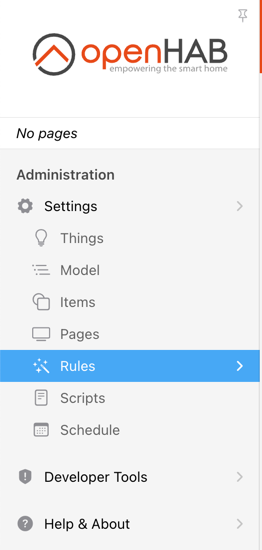 openHAB
empowering the smart home
No pages
Administration
Settings
Things
Model
Items
Pages
Rules
Scripts
Schedule
Developer Tools
Help & About